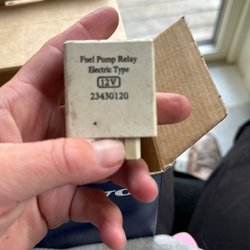 Fuel Pump Relay
Electric Type
12V
23430120